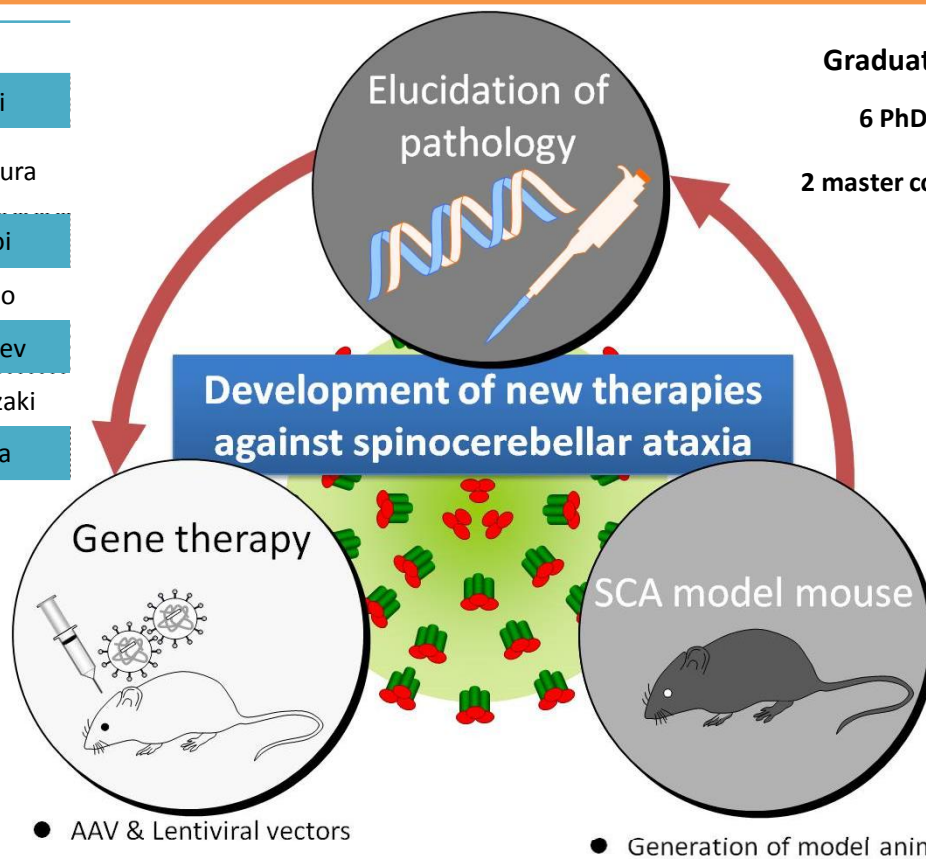 i
ura
oi
o
ev
zaki
a
Elucidation of
pathology
Graduat
6 PhD
2 master co
Development of new therapies
against spinocerebellar ataxia
Gene therapy
SCA model mouse
● AAV & Lentiviral vectors
● Generation of model anim